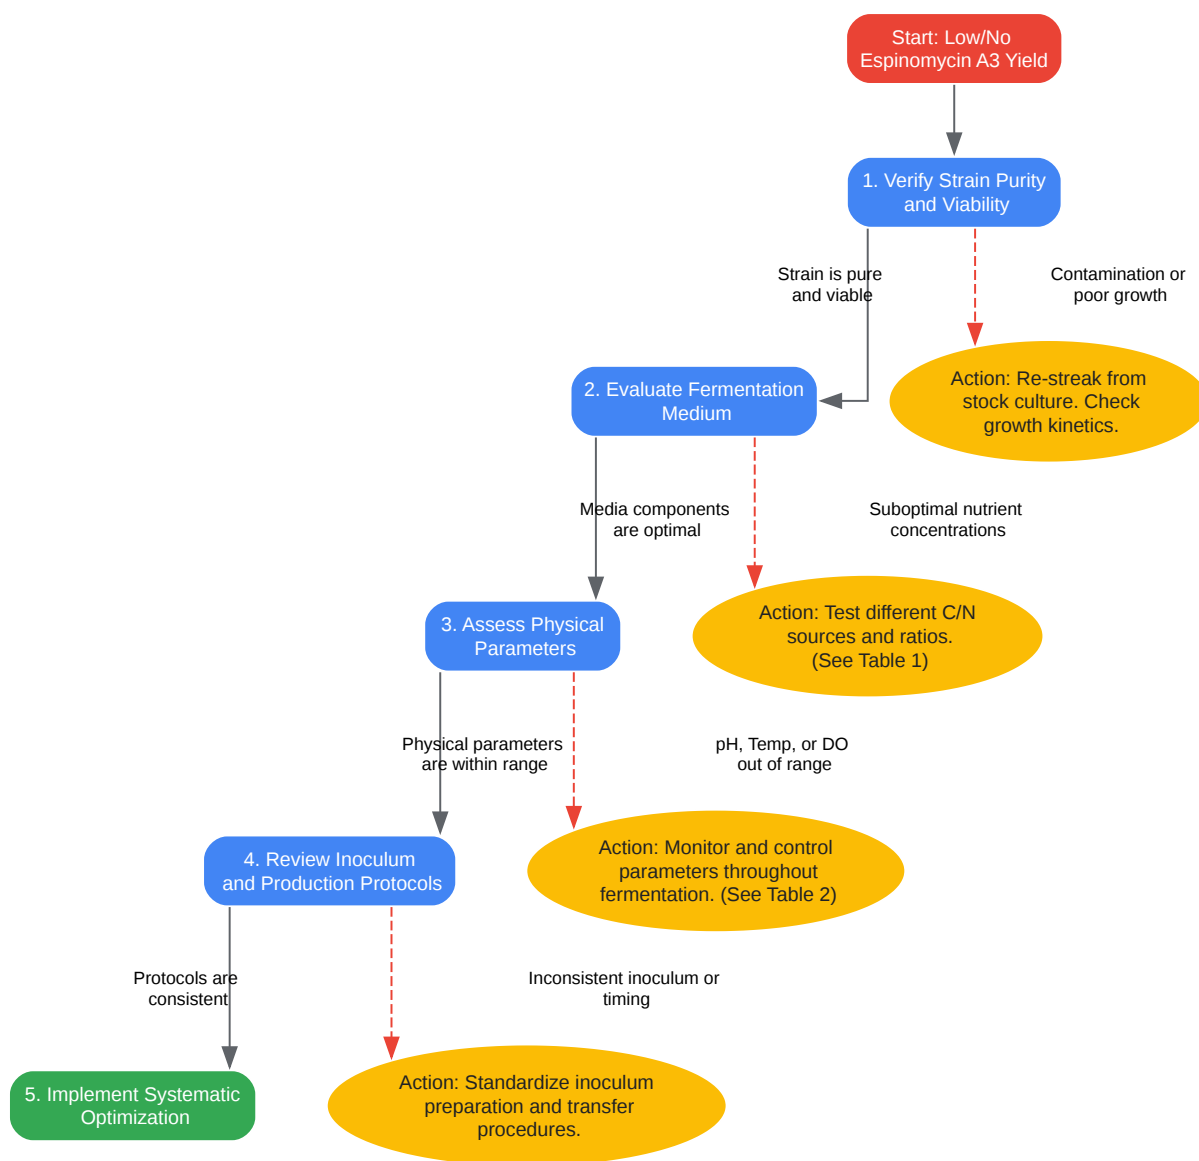 Start: Low/No
Espinomycin A3 Yield
1. Verify Strain Purity
and Viability
Strain is pure
and viable
Contamination or
poor growth
2. Evaluate Fermentation
Medium
Action: Re-streak from
stock culture. Check
growth kinetics.
Media components
are optimal
Suboptimal nutrient
concentrations
3. Assess Physical
Parameters
Action: Test different C/N
sources and ratios.
(See Table 1)
Physical parameters
are within range
pH, Temp, or DO
out of range
4. Review Inoculum
and Production Protocols
Action: Monitor and control
parameters throughout
fermentation. (See Table 2)
Protocols are
consistent
Inconsistent inoculum or
timing
5. Implement Systematic
Optimization
Action: Standardize inoculum
preparation and transfer
procedures.